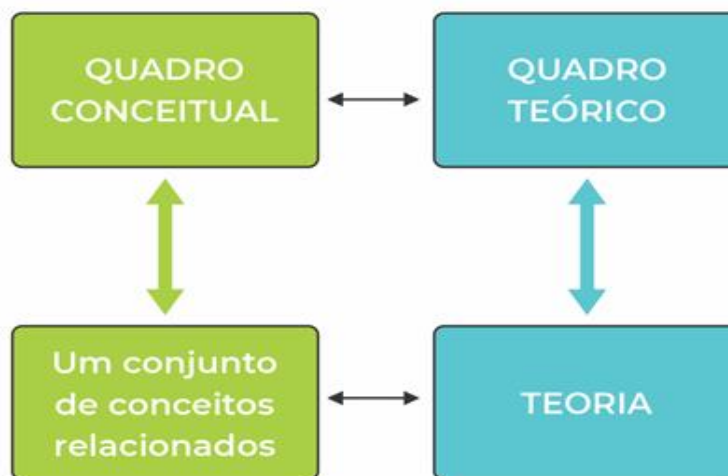 QUADRO
CONCEITUAL
QUADRO
TEÓRICO
Um conjunto
de conceitos
relacionados
TEORIA